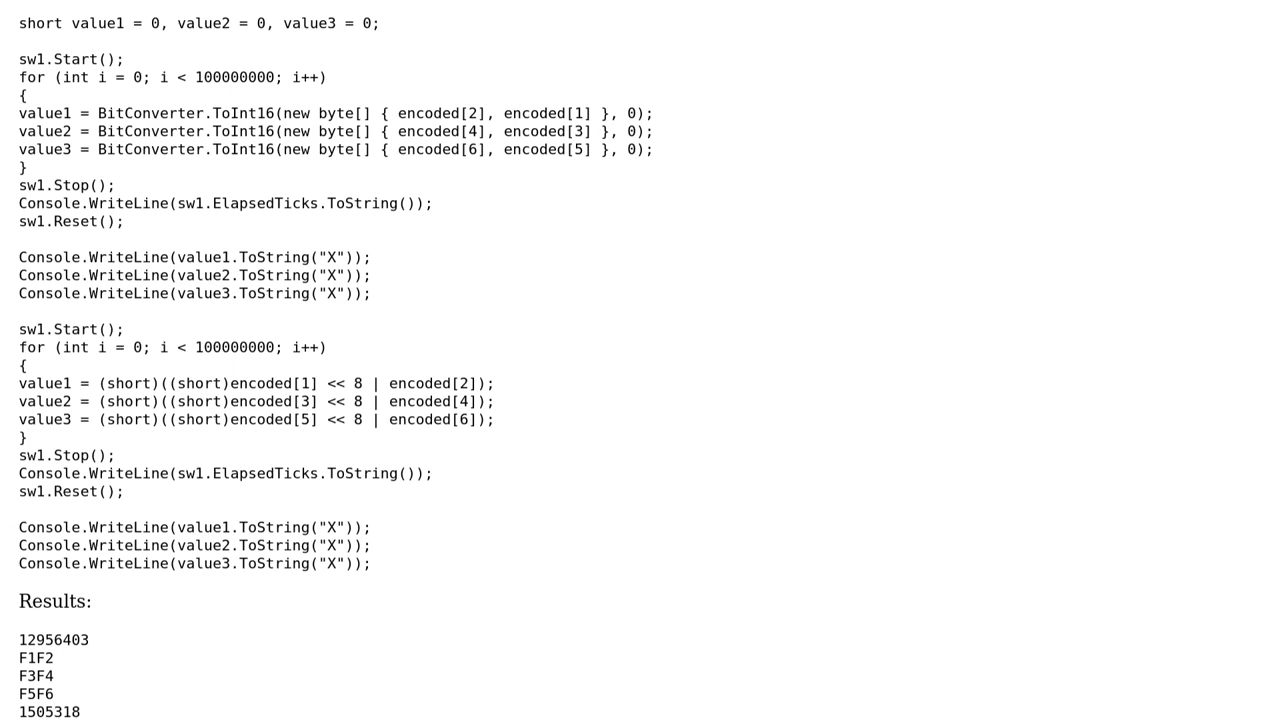 short value1 = 0, value2 = 0, value3 = 0;
sw1.Start();
for (int i = 0; i < 100000000; i++)
{
value1 = BitConverter.ToInt16(new byte[] { encoded[2], encoded[1] }, 0);
value2 = BitConverter.ToInt16(new byte[] { encoded[4], encoded[3] }, 0);
value3 = BitConverter.ToInt16(new byte[] { encoded[6], encoded[5] }, 0);
}
sw1.Stop();
Console.WriteLine(sw1.ElapsedTicks.ToString());
sw1.Reset();
Console.WriteLine(value1.ToString("X"));
Console.WriteLine(value2.ToString("X"));
Console.WriteLine(value3.ToString("X"));
sw1.Start();
for (int i = 0; i < 100000000; i++)
{
value1 = (short)((short)encoded[1] << 8 | encoded[2]);
value2 = (short)((short)encoded[3] << 8 | encoded[4]);
value3 = (short)((short)encoded[5] << 8 | encoded[6]);
}
sw1.Stop();
Console.WriteLine(sw1.ElapsedTicks.ToString());
sw1.Reset();
Console.WriteLine(value1.ToString("X"));
Console.WriteLine(value2.ToString("X"));
Console.WriteLine(value3.ToString("X"));
Results:
12956403
F1F2
F3F4
F5F6
1505318